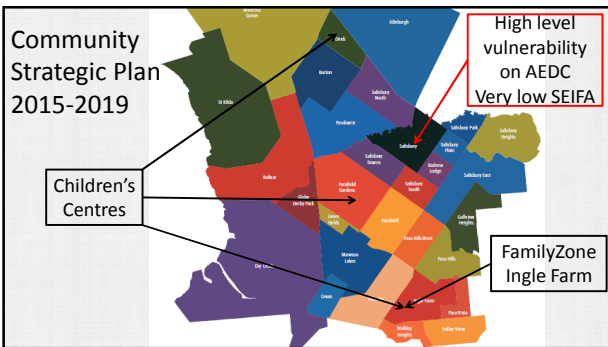 Community
Strategic Plan
2015-2019
High level
vulnerability
on AEDC
Very low SEIFA
Children's
Centres
FamilyZone
Ingle Farm
Edinburgh
Direk
Burton
Salisbury
North
St Kilda
Paralowie
Salisbury
Salisbury Park
Salisbury
Heights
Salisbury
Plain
Salisbury
Downs
Brahma
Lodge
Salisbury East
Bolivar
Globe
Derby Park
Parafield
Gardens
Salisbury
South
Green
Fields
Parafield
Para Hills West
Gulfview
Heights
Mawson
Lakes
Para Hills
Dry Creek
Cavan
Para Vista
Walkley
Heights
Valley View